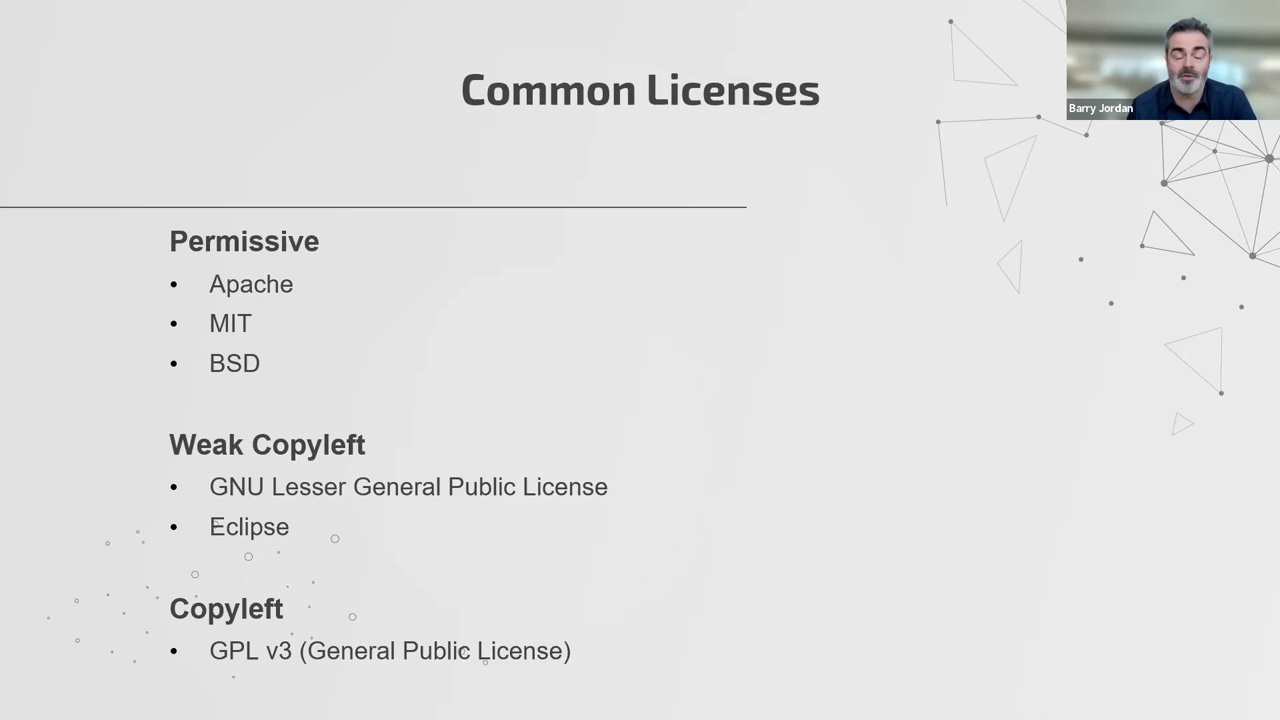 Common Licenses
Barry Jordan
Permissive
• Apache
• MIT
• BSD
Weak Copyleft
• GNU Lesser General Public License
• Eclipse
Copyleft
• GPL v3 (General Public License)